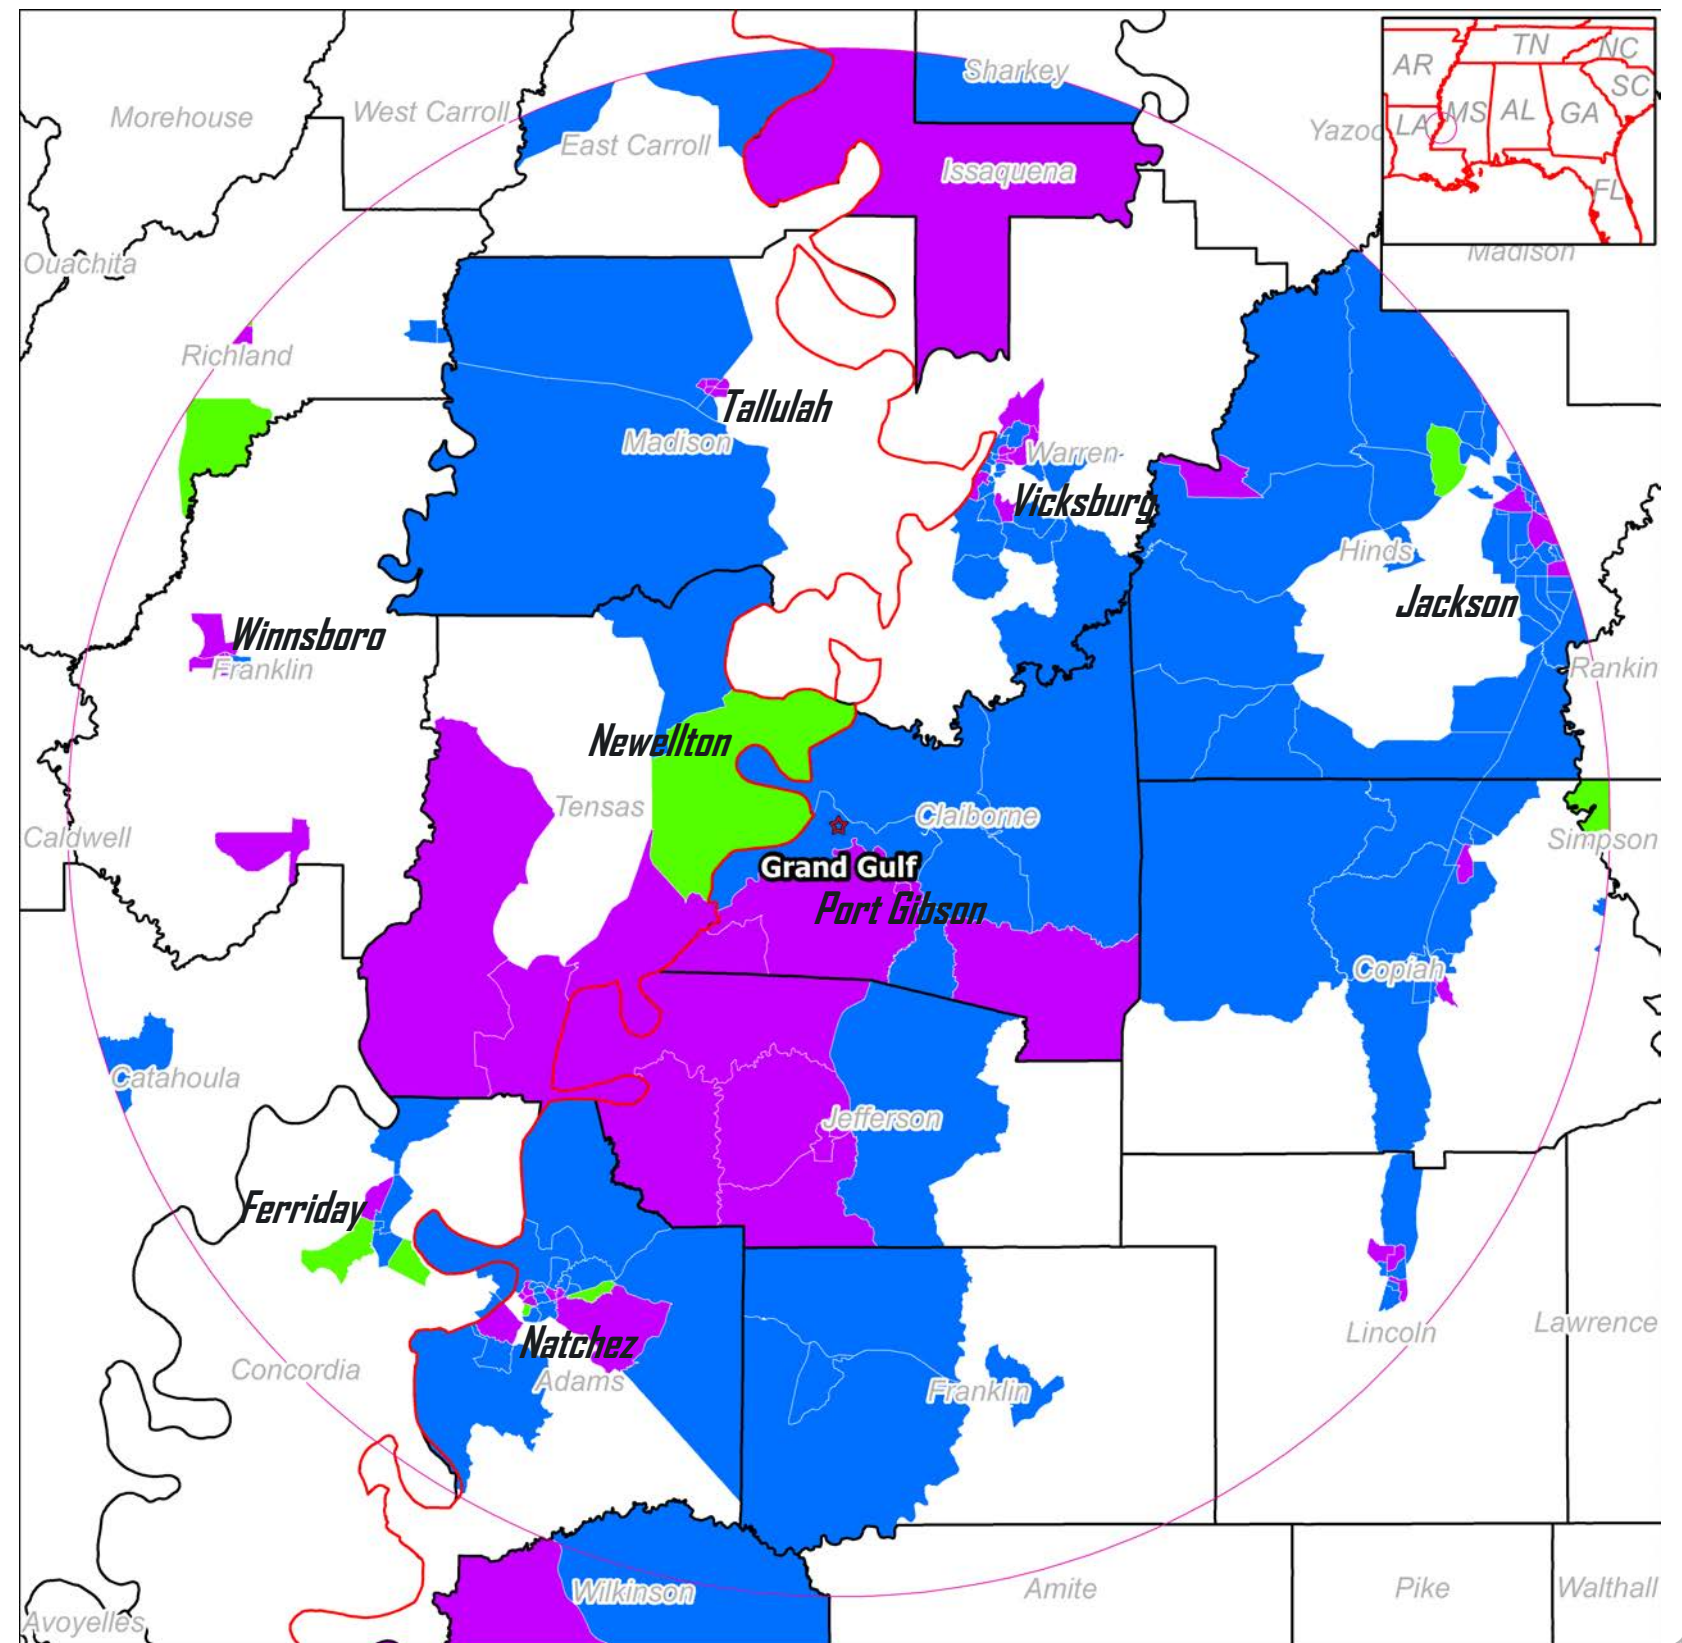 Sharkey
TN
NC
AR
SC
Morehouse
West Carroll
MS
AL
GA
LA
Yazoo
East Carroll
Issaquena
FL
Madison
Ouachita
Richland
Tallulah
Madison
Warren
Vicksburg
Hinds
Jackson
Winnsboro
Franklin
Rankin
Newellton
Tensas
Claiborne
Caldwell
Simpson
Grand Gulf
Port Gibson
Copiah
Catahoula
Jefferson
Ferriday
Natchez
Lincoln
Lawrence
Concordia
Adams
Franklin
Wilkinson
Amite
Pike
Walthall
Avoyelles